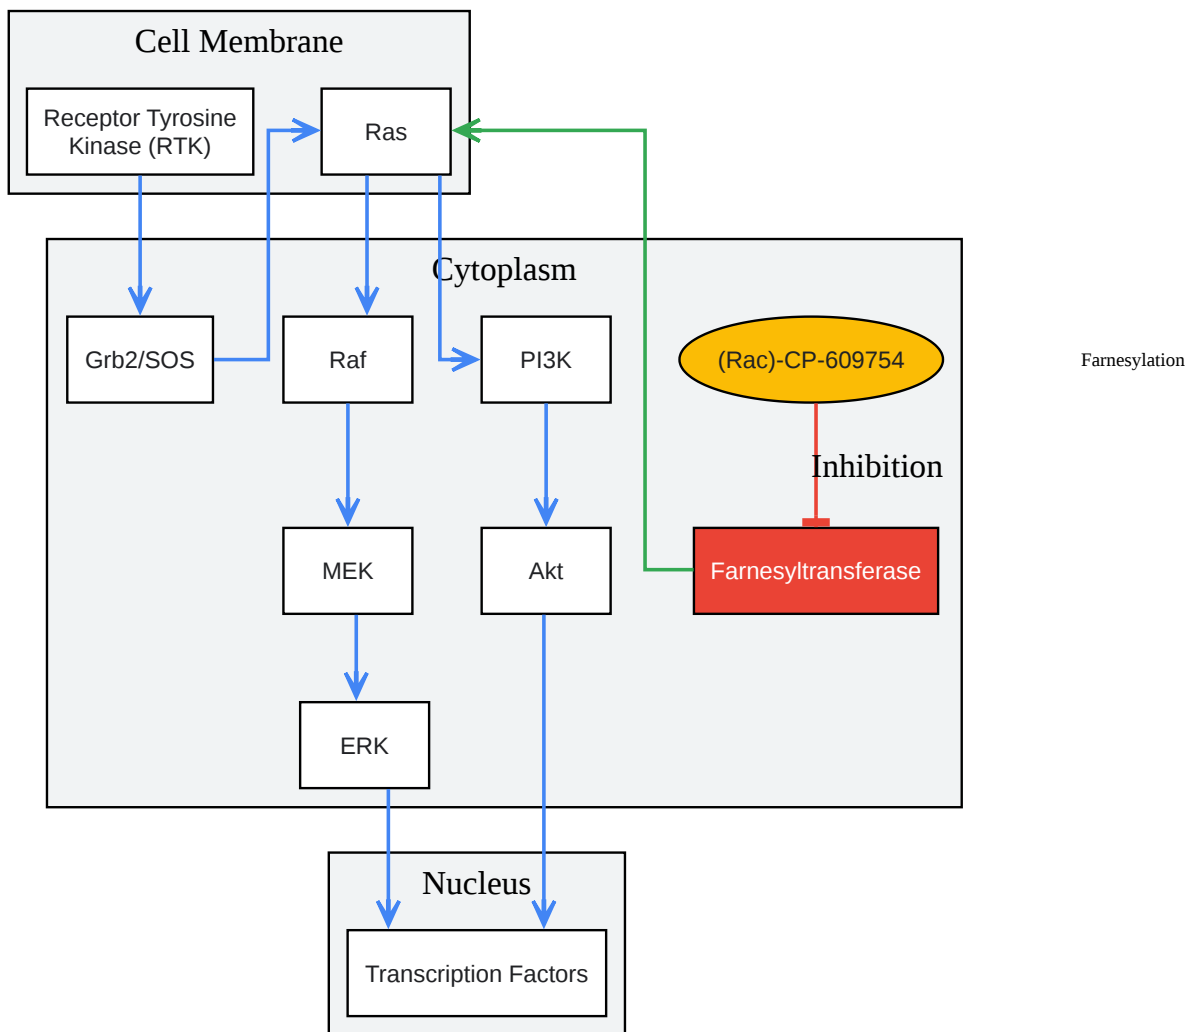 Cell Membrane
Receptor Tyrosine
Kinase (RTK)
Ras
Cytoplasm
Grb2/SOS
Raf
PI3K
(Rac)-CP-609754
Farnesylation
Inhibition
MEK
Akt
Farnesyltransferase
ERK
Nucleus
Transcription Factors